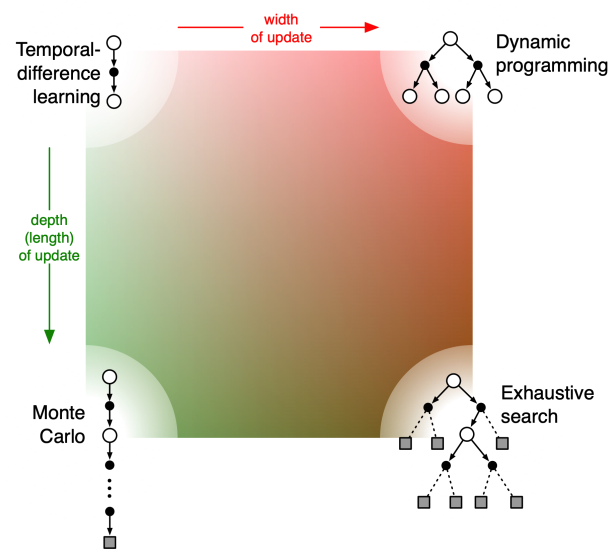 width
of update
Temporal-
difference
learning
Dynamic
programming
depth
(length)
of update
Monte
Carlo
Exhaustive
search